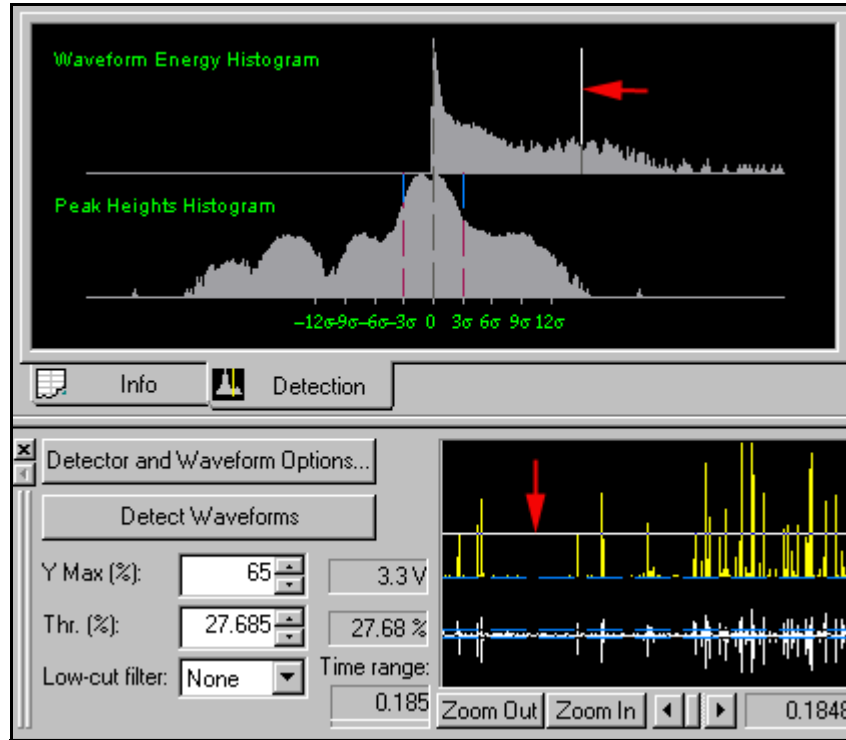 Waveform Energy Histogram
Peak Heights Histogram
−12σ-9σ−6σ−3σ 0 3σ 6σ 9σ 12σ
Info
Detection
Detector and Waveform Options...
Detect Waveforms
Y Max (%): 65 3.3 V
Thr. (%): 27.685 27.68 %
Low-cut filter: None Time range:
0.185 Zoom Out Zoom In 0.1848